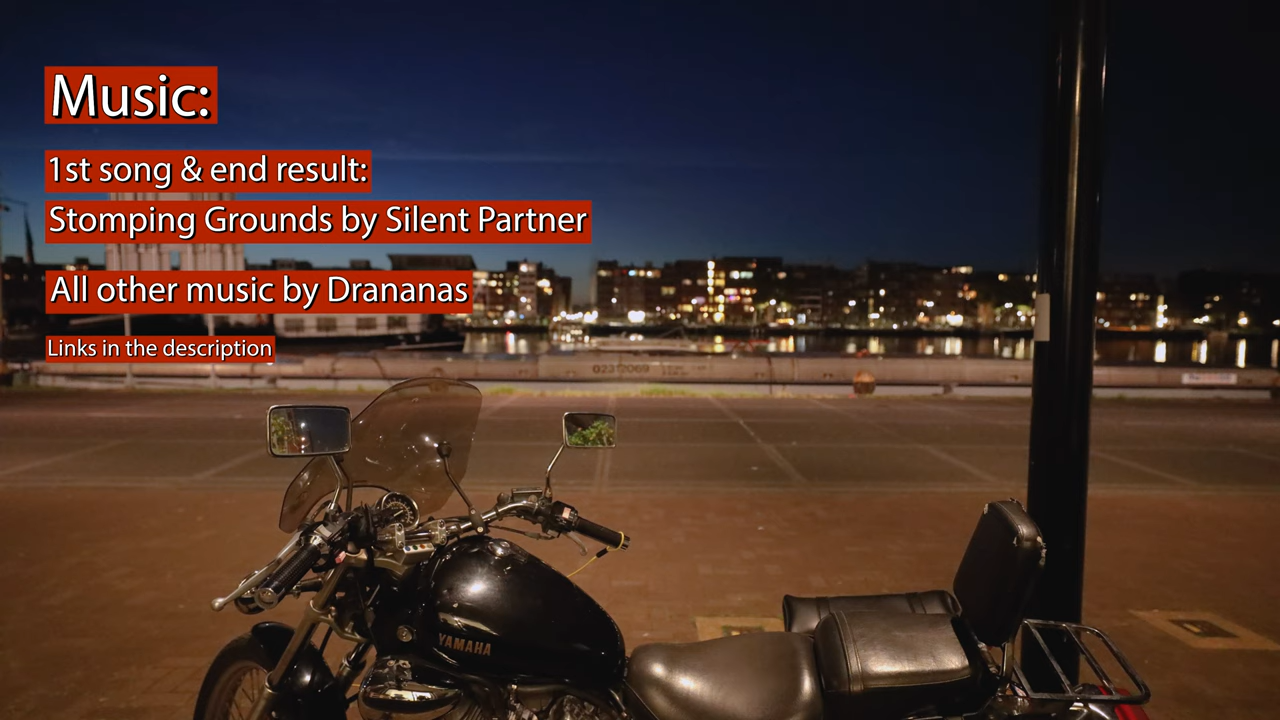 Music:
1st song & end result:
Stomping Grounds by Silent Partner
All other music by Drananas
Links in the description
02312069
YAMAHA